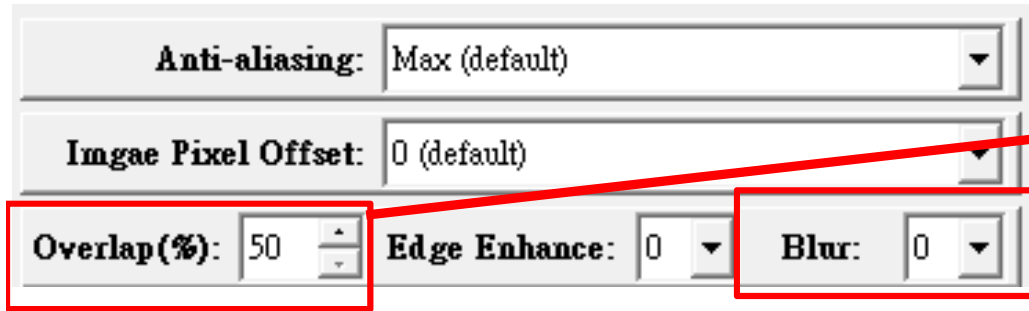 Anti-aliasing: Max (default)
Imgae Pixel Offset: 0 (default)
Overlap(%): 50 Edge Enhance: 0 Blur: 0